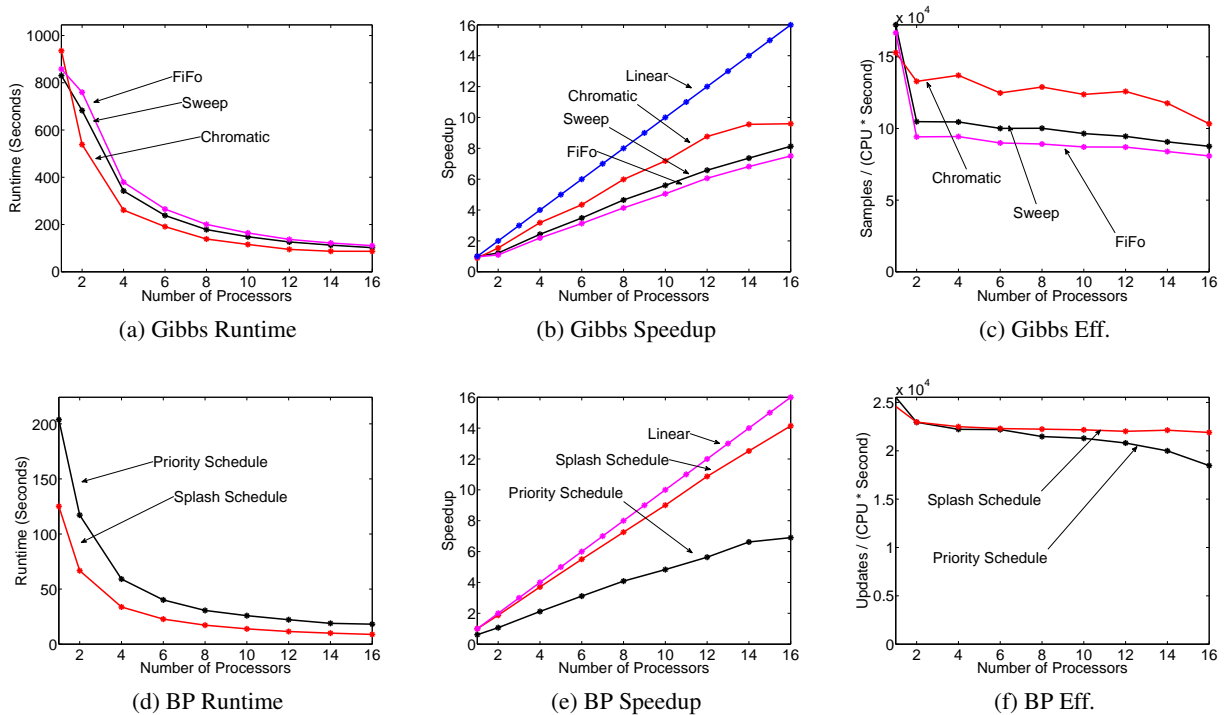 1000
800
600
400
200
0
Runtime (Seconds)
FiFo
Sweep
Chromatic
2 4 6 8 10 12 14 16
Number of Processors
(a) Gibbs Runtime
16
14
12
10
8
6
4
2
0
Speedup
Linear
Chromatic
Sweep
FiFo
2 4 6 8 10 12 14 16
Number of Processors
(b) Gibbs Speedup
x 10^4
15
10
5
0
Samples / (CPU * Second)
Chromatic
Sweep
FiFo
2 4 6 8 10 12 14 16
Number of Processors
(c) Gibbs Eff.
200
150
100
50
0
Runtime (Seconds)
Priority Schedule
Splash Schedule
2 4 6 8 10 12 14 16
Number of Processors
(d) BP Runtime
16
14
12
10
8
6
4
2
0
Speedup
Linear
Splash Schedule
Priority Schedule
2 4 6 8 10 12 14 16
Number of Processors
(e) BP Speedup
x 10^4
2.5
2
1.5
1
0.5
0
Updates / (CPU * Second)
Splash Schedule
Priority Schedule
2 4 6 8 10 12 14 16
Number of Processors
(f) BP Eff.